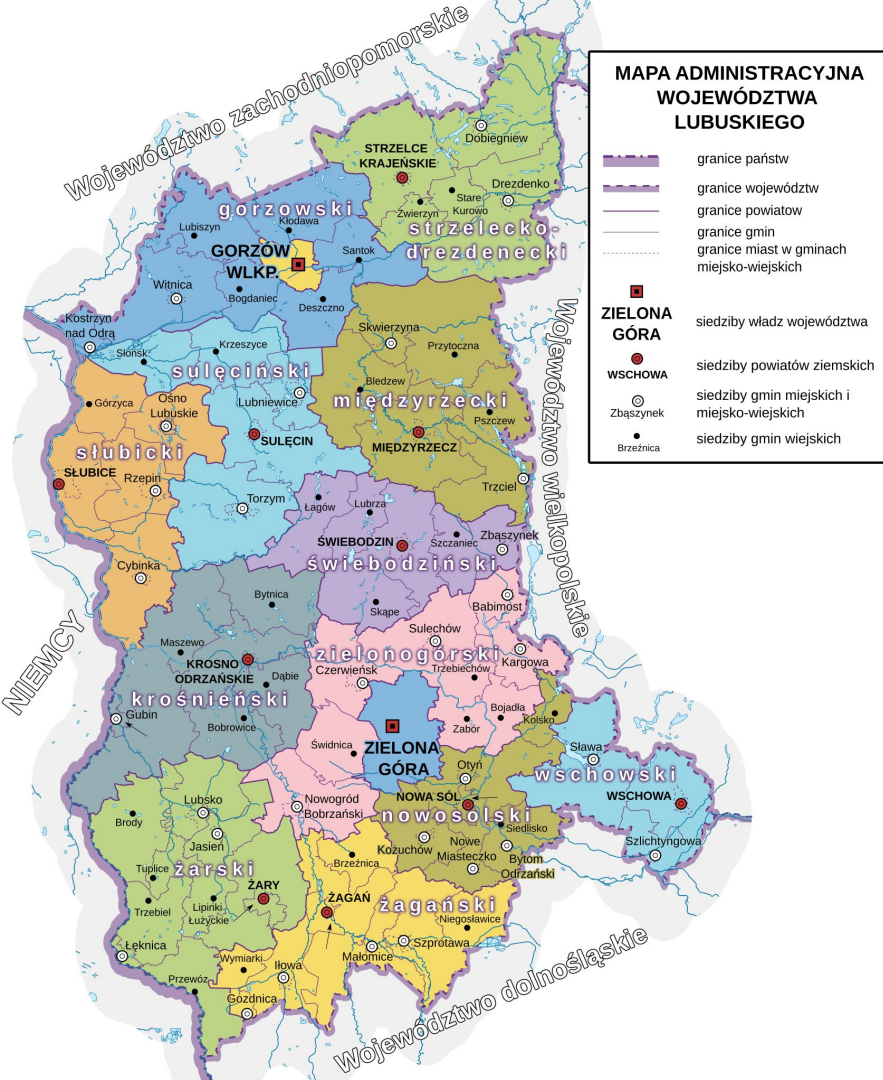 Województwo zachodniopomorskie
MAPA ADMINISTRACYJNA
WOJEWÓDZTWA
LUBUSKIEGO
granice państw
granice województw
granice powiatow
granice gmin
granice miast w gminach
miejsko-wiejskich
ZIELONA
GÓRA
siedziby władz województwa
WSCHOWA
siedziby powiatów ziemskich
Zbąszynek
siedziby gmin miejskich i
miejsko-wiejskich
Brzeźnica
siedziby gmin wiejskich
Dobiegniew
STRZELCE
KRAJEŃSKIE
Drezdenko
Stare
Kurowo
Zwierzyn
strzelecko-
drezdenecki
gorzowski
Kłodawa
Lubiszyn
GORZÓW
WLKP.
Santok
Witnica
Bogdaniec
Deszczno
Kostrzyn
nad Odrą
Słońsk
Krzeszyce
sulęciński
Lubniewice
SULĘCIN
Torzym
Skwierzyna
Przytoczna
Bledzew
międzyrzecki
Pszczew
MIĘDZYRZECZ
Trzciel
Województwo wielkopolskie
Górzyca
Ośno
Lubuskie
słubicki
SŁUBICE
Rzepin
Cybinka
Łagów
Lubrza
ŚWIEBODZIN
Szczaniec
Zbąszynek
świebodziński
Skąpe
Babimost
NIEMCY
Bytnica
Maszewo
KROSNO
ODRZAŃSKIE
Dąbie
krośnieński
Gubin
Bobrowice
Sulechów
zielonogórski
Kargowa
Czerwieńsk
Trzebiechów
Bojadła
Zabór
Świdnica
ZIELONA
GÓRA
Nowogród
Bobrzański
Kolsko
Otyń
NOWA SÓL
nowosolski
Siedlisko
Kożuchów
Nowe
Miasteczko
Bytom
Odrzański
Sława
wschowski
WSCHOWA
Szlichtyngowa
Lubsko
Brody
Jasień
żarski
Tuplice
ŻARY
Trzebiel
Lipinki
Łużyckie
Łęknica
Przewóz
Brzeźnica
ŻAGAŃ
żagański
Niegosławice
Szprotawa
Małomice
Wymiarki
Iłowa
Gozdnica
Województwo dolnośląskie